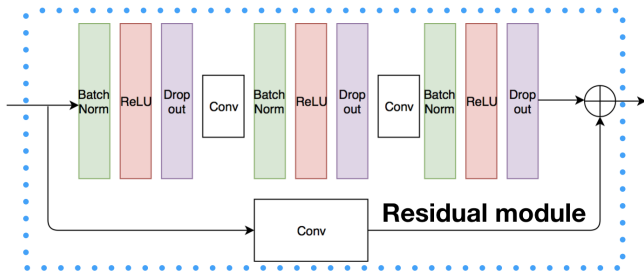 Batch
Norm
ReLU
Drop
out
Conv
Batch
Norm
ReLU
Drop
out
Conv
Batch
Norm
ReLU
Drop
out
Residual module
Conv